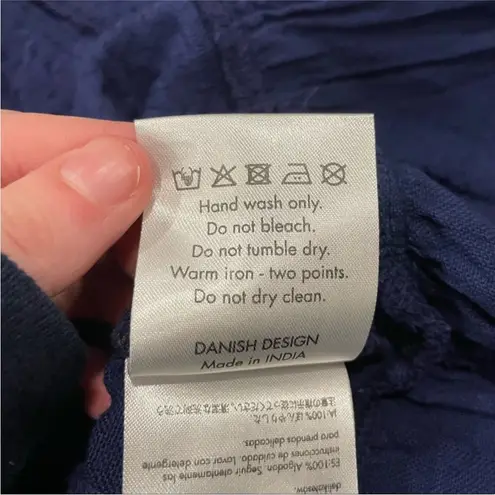 Hand wash only.
Do not bleach.
Do not tumble dry.
Warm iron - two points.
Do not dry clean.
DANISH DESIGN
Made in INDIA
delikatesów.
ES:100% Algodon. Seguir atentamente las
instrucciones de cuidado. Lavar con detergente
para prendas delicadas.